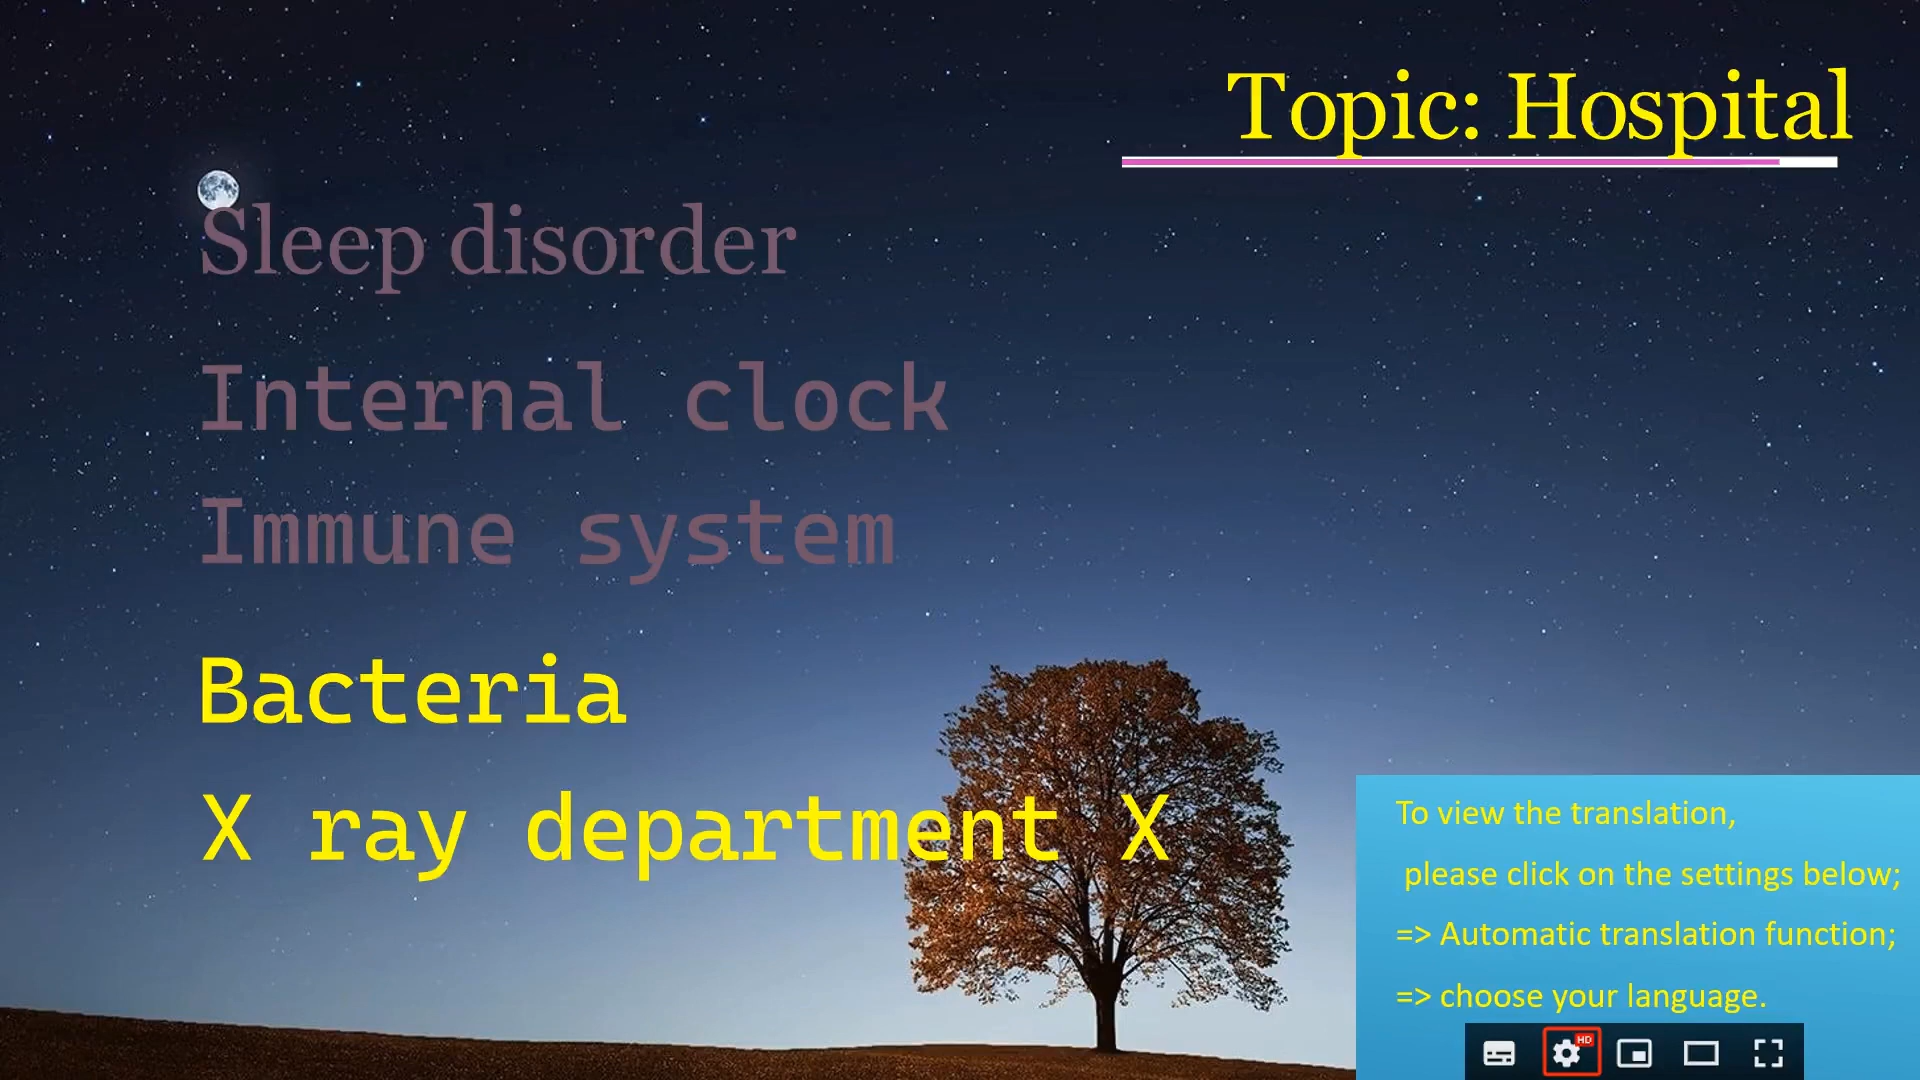 Topic: Hospital
Sleep disorder
Internal clock
Immune system
Bacteria
X ray department X
To view the translation,
please click on the settings below;
=> Automatic translation function;
=> choose your language.
HD